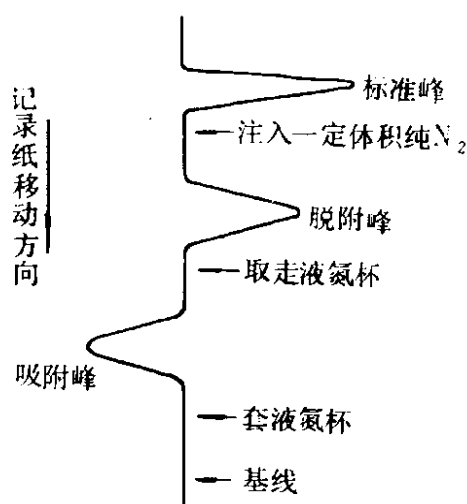 标准峰
注入一定体积纯N₂
记录纸移动方向
脱附峰
取走液氮杯
吸附峰
套液氮杯
基线